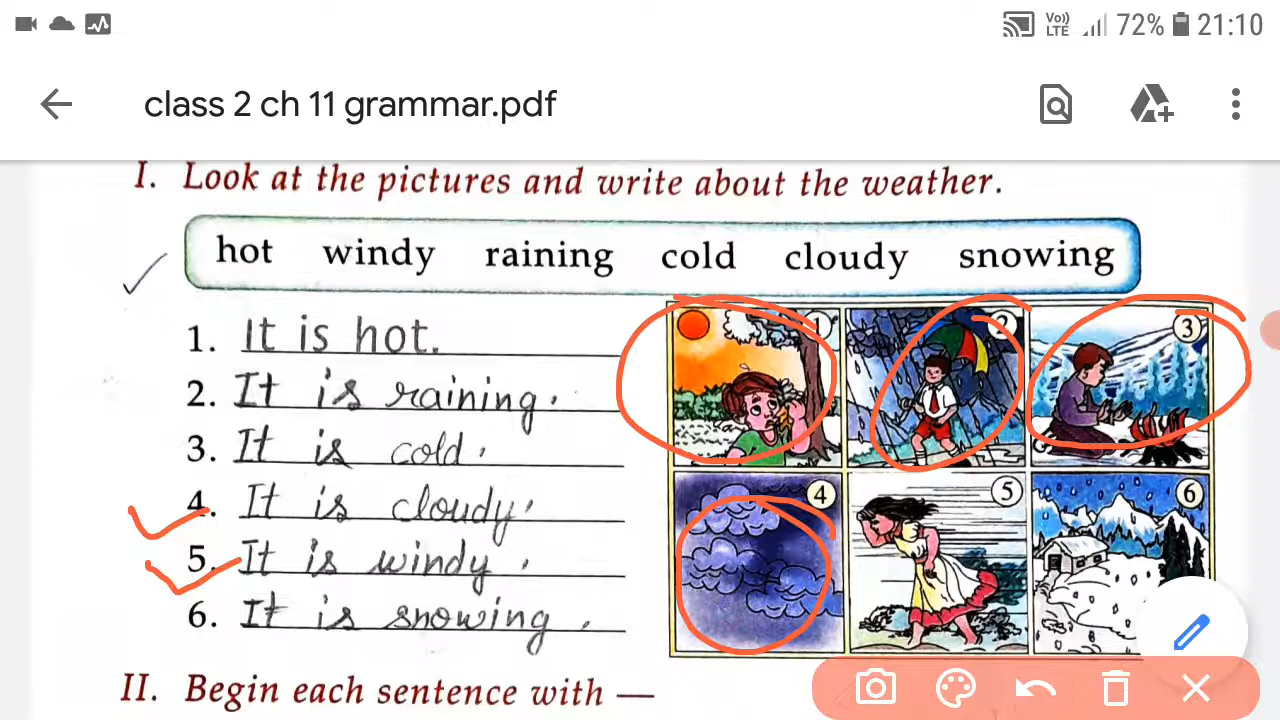 Vo)) LTE 72% 21:10
class 2 ch 11 grammar.pdf
I. Look at the pictures and write about the weather.
hot windy raining cold cloudy snowing
1. It is hot.
2. It is raining.
3. It is cold.
4. It is cloudy.
5. It is windy.
6. It is snowing.
1 2 3
4 5 6
II. Begin each sentence with —